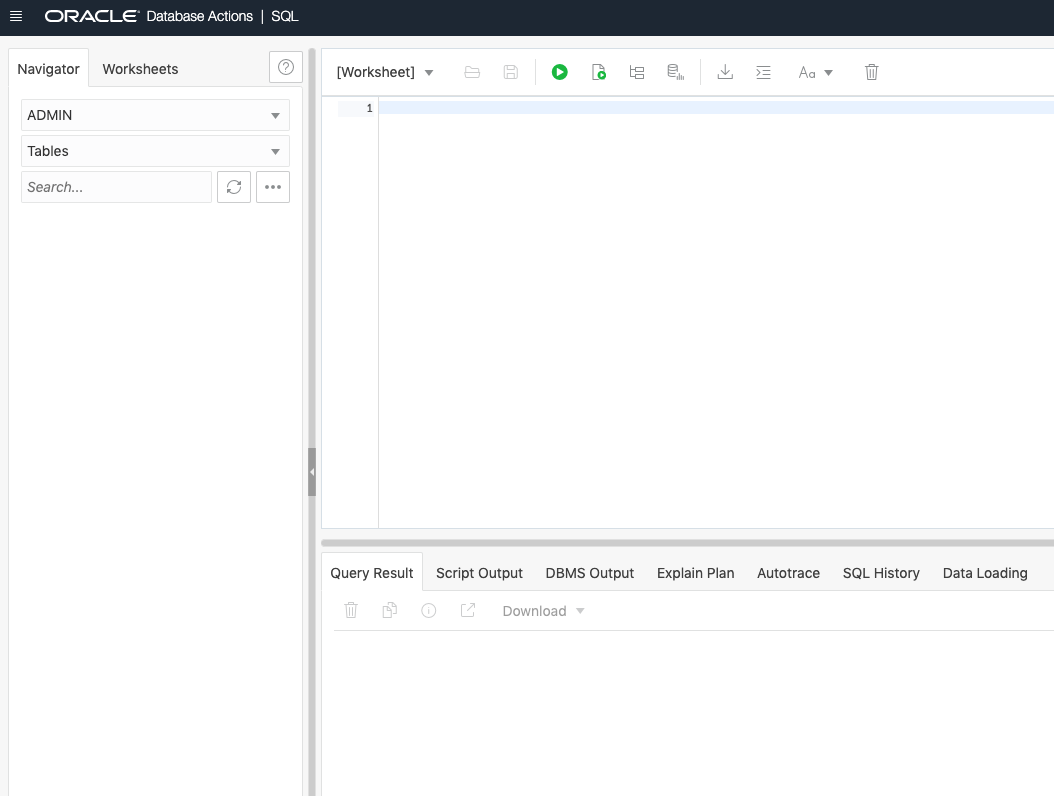 ORACLE Database Actions | SQL
Navigator Worksheets
[Worksheet]
Aa
ADMIN
Tables
Search...
1
Query Result Script Output DBMS Output Explain Plan Autotrace SQL History Data Loading
Download